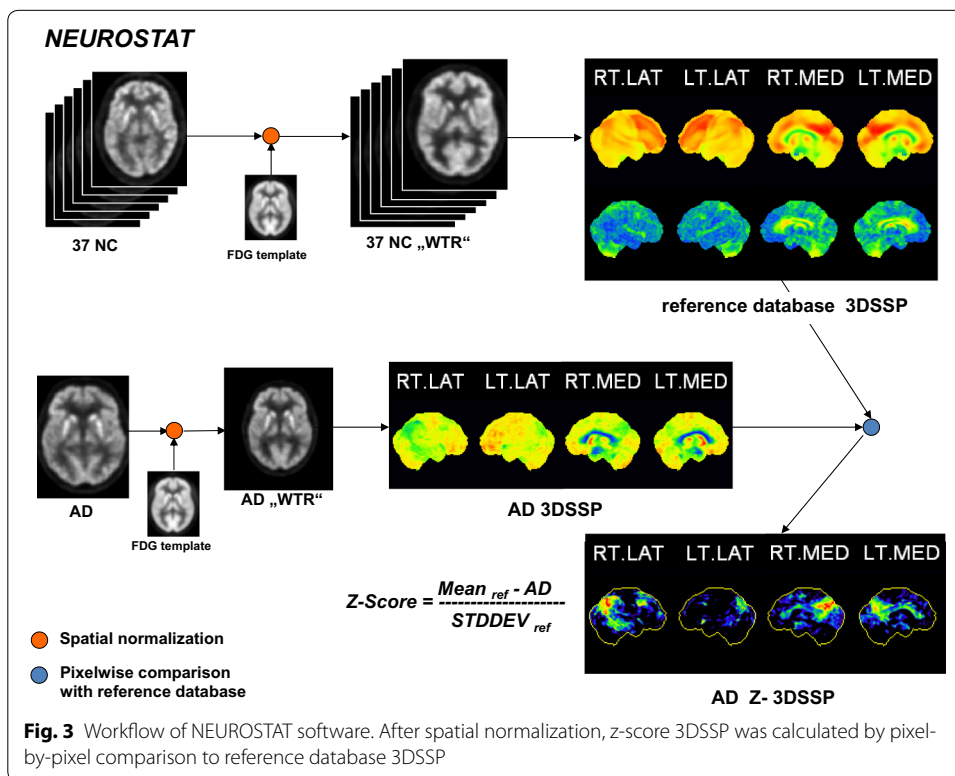 NEUROSTAT
RT.LAT LT.LAT RT.MED LT.MED
37 NC
FDG template
37 NC „WTR“
reference database 3DSSP
RT.LAT LT.LAT RT.MED LT.MED
AD
FDG template
AD „WTR“
AD 3DSSP
RT.LAT LT.LAT RT.MED LT.MED
Z-Score = Mean ref - AD
---------------------
STDDEV ref
AD Z- 3DSSP
Spatial normalization
Pixelwise comparison
with reference database
Fig. 3 Workflow of NEUROSTAT software. After spatial normalization, z-score 3DSSP was calculated by pixel-
by-pixel comparison to reference database 3DSSP